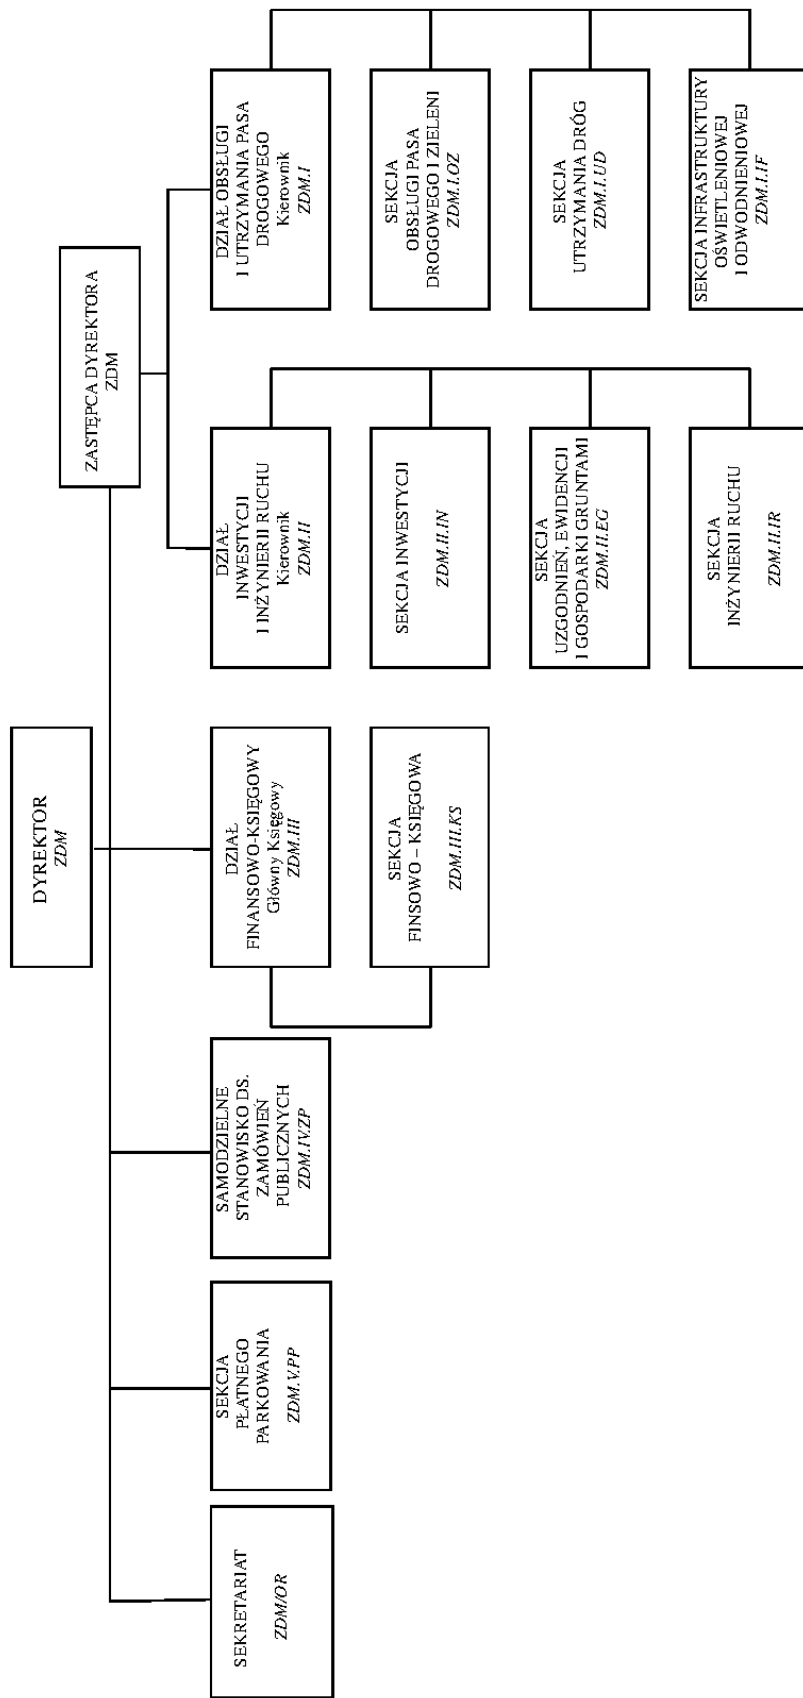 DYREKTOR
ZDM
ZASTĘPCA DYREKTORA
ZDM
SEKRETARIAT
ZDM/OR
SEKCJA
PŁATNEGO
PARKOWANIA
ZDM.V.PP
SAMODZIELNE
STANOWISKO DS.
ZAMÓWIEŃ
PUBLICZNYCH
ZDM.IV.ZP
DZIAŁ
FINANSOWO-KSIĘGOWY
Główny Księgowy
ZDM.III
SEKCJA
FINSOWO – KSIĘGOWA
ZDM.III.KS
DZIAŁ
INWESTYCJI
I INŻYNIERII RUCHU
Kierownik
ZDM.II
SEKCJA INWESTYCJI
ZDM.II.IN
SEKCJA
UZGODNIEŃ, EWIDENCJI
I GOSPODARKI GRUNTAMI
ZDM.II.EG
SEKCJA
INŻYNIERII RUCHU
ZDM.II.IR
DZIAŁ OBSŁUGI
I UTRZYMANIA PASA
DROGOWEGO
Kierownik
ZDM.I
SEKCJA
OBSŁUGI PASA
DROGOWEGO I ZIELENI
ZDM.I.OZ
SEKCJA
UTRZYMANIA DRÓG
ZDM.I.UD
SEKCJA INFRASTRUKTURY
OŚWIETLENIOWEJ
I ODWODNIENIOWEJ
ZDM.I.IF